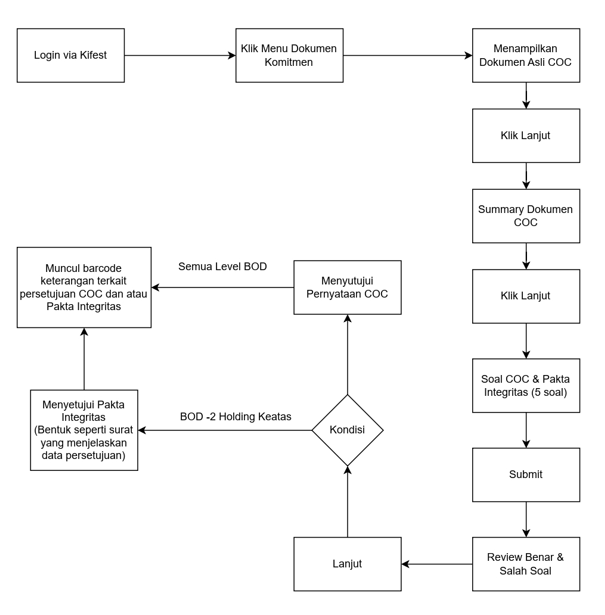 Login via Kifest
Klik Menu Dokumen
Komitmen
Menampilkan
Dokumen Asli COC
Klik Lanjut
Summary Dokumen
COC
Klik Lanjut
Soal COC & Pakta
Integritas (5 soal)
Submit
Review Benar &
Salah Soal
Lanjut
Kondisi
Menyutujui
Pernyataan COC
Semua Level BOD
BOD -2 Holding Keatas
Menyetujui Pakta
Integritas
(Bentuk seperti surat
yang menjelaskan
data persetujuan)
Muncul barcode
keterangan terkait
persetujuan COC dan atau
Pakta Integritas